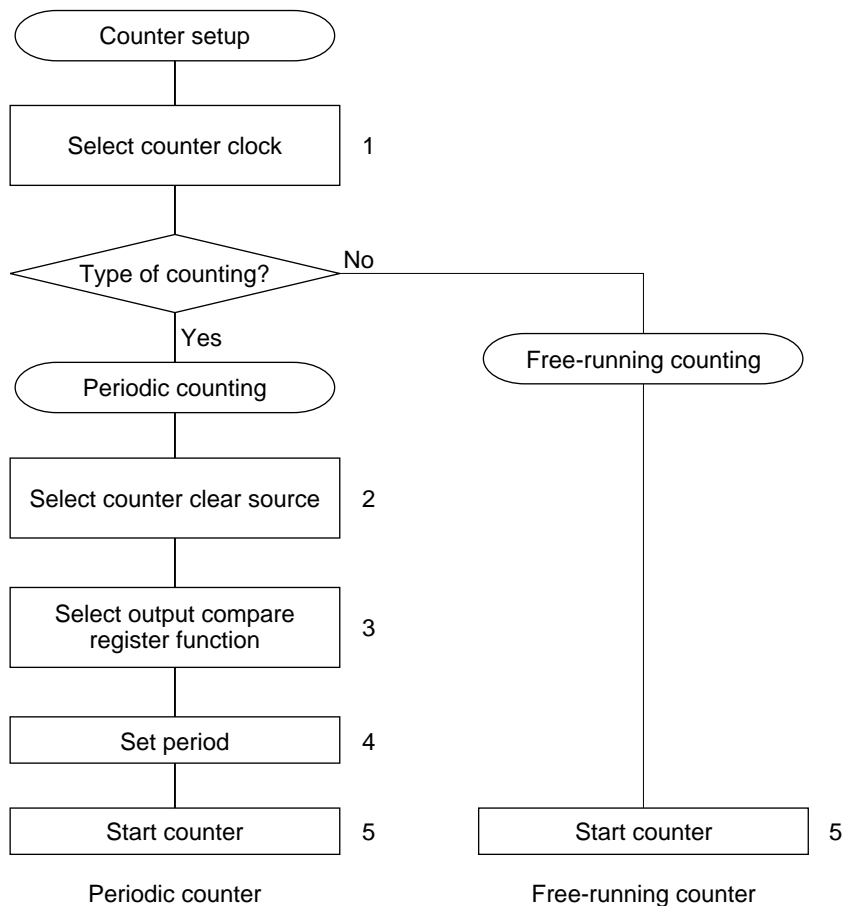 Counter setup
Select counter clock
1
Type of counting?
No
Yes
Free-running counting
Periodic counting
Select counter clear source
2
Select output compare
register function
3
Set period
4
Start counter
5
Start counter
5
Periodic counter
Free-running counter